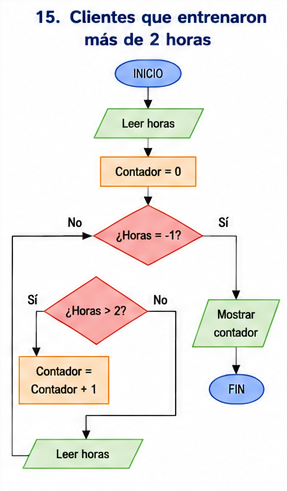 15. Clientes que entrenaron
más de 2 horas
INICIO
Leer horas
Contador = 0
¿Horas = -1?
No
Sí
¿Horas > 2?
Sí
No
Mostrar
contador
Contador =
Contador + 1
FIN
Leer horas